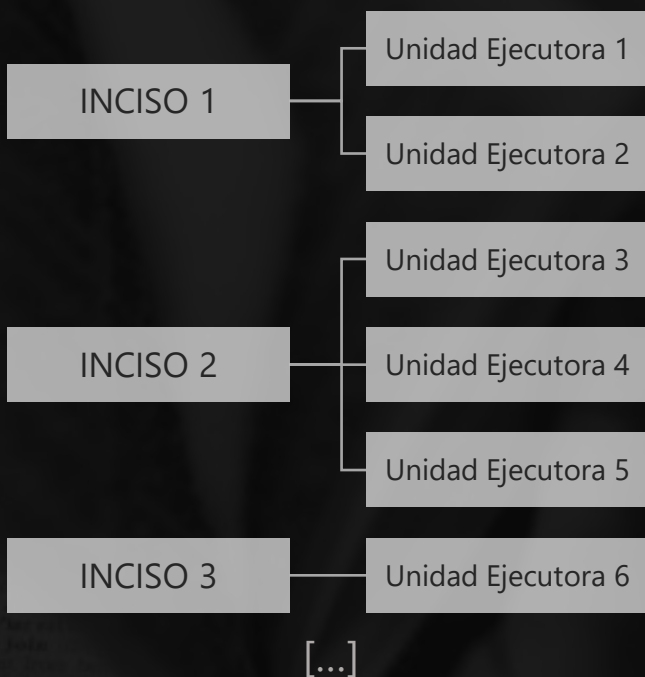 INCISO 1
Unidad Ejecutora 1
Unidad Ejecutora 2
INCISO 2
Unidad Ejecutora 3
Unidad Ejecutora 4
Unidad Ejecutora 5
INCISO 3
Unidad Ejecutora 6
[...]